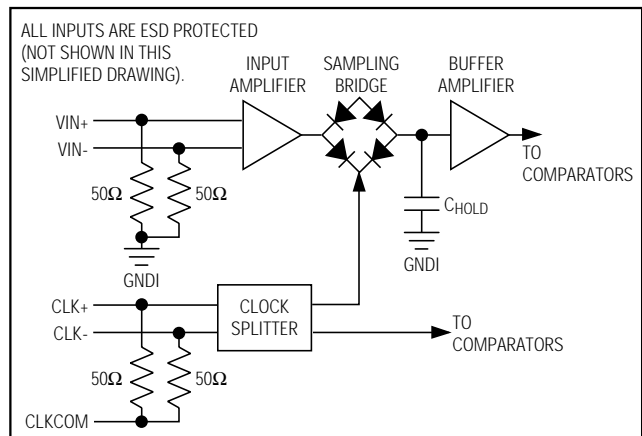 ALL INPUTS ARE ESD PROTECTED
(NOT SHOWN IN THIS
SIMPLIFIED DRAWING).
INPUT
AMPLIFIER
SAMPLING
BRIDGE
BUFFER
AMPLIFIER
VIN+
VIN-
50Ω
50Ω
GNDI
TO
COMPARATORS
CHOLD
GNDI
CLK+
CLK-
CLOCK
SPLITTER
TO
COMPARATORS
50Ω
50Ω
CLKCOM